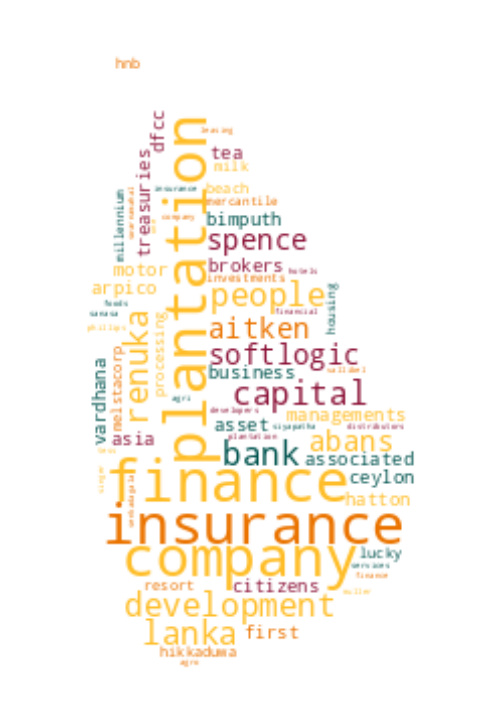 hnb
dfcc
plantation
leasing
tea
milk
treasuries
insurance
beach
millennium
mercantile
company
bimputh
spence
brokers
motor
hotels
investments
arpico
people
housing
foods
financial
sanasa
renuka
processing
phillips
aitken
softlogic
melstacorp
vardhana
business
capital
agri
developers
managements
asset
siyapatha
distributors
asia
plantation
abans
bank
associated
finance
ceylon
singer
hatton
insurance
company
lucky
services
finance
resort
citizens
development
lanka
first
hikkaduwa
agro